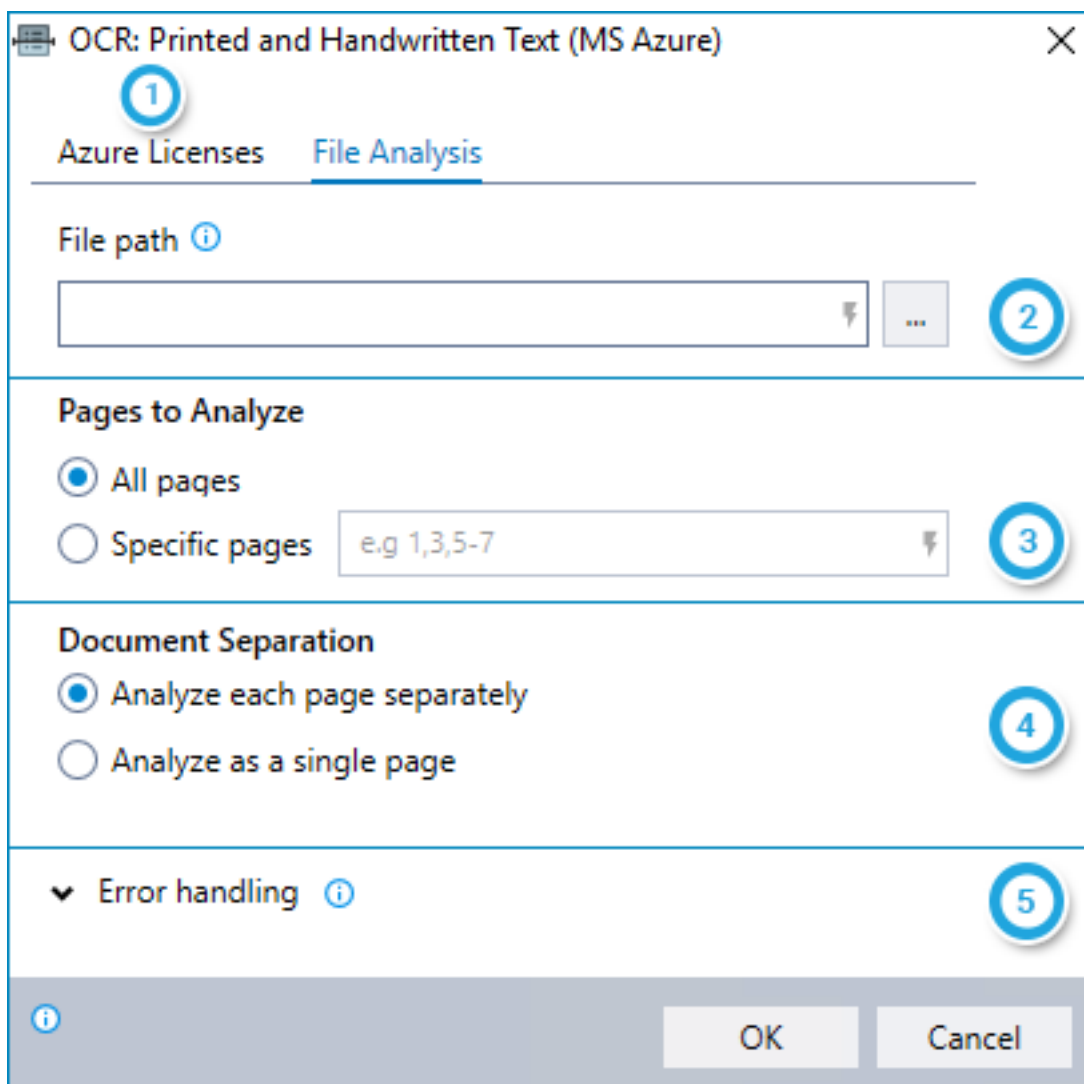 OCR: Printed and Handwritten Text (MS Azure)
1
Azure Licenses File Analysis
File path
... 2
Pages to Analyze
All pages
Specific pages e.g 1,3,5-7 3
Document Separation
Analyze each page separately
4
Analyze as a single page
Error handling 5
OK Cancel